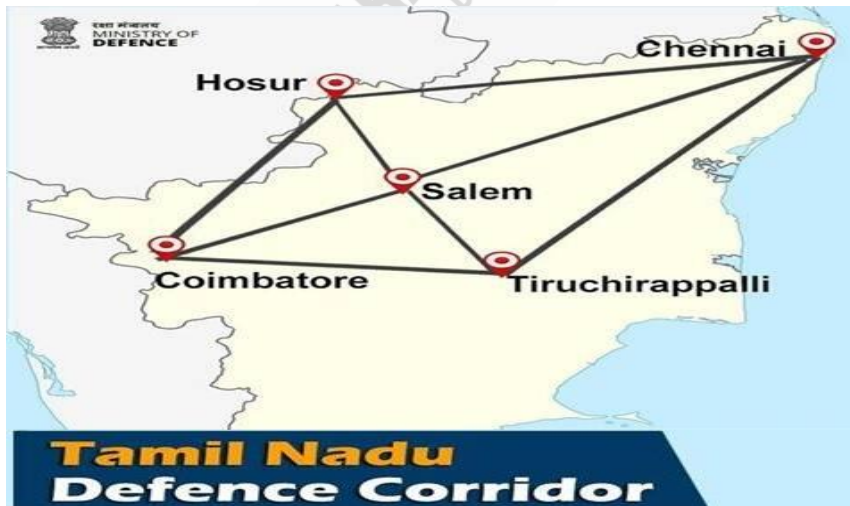 रक्षा मंत्रालय
MINISTRY OF
DEFENCE
Chennai
Hosur
Salem
Coimbatore
Tiruchirappalli
Tamil Nadu
Defence Corridor